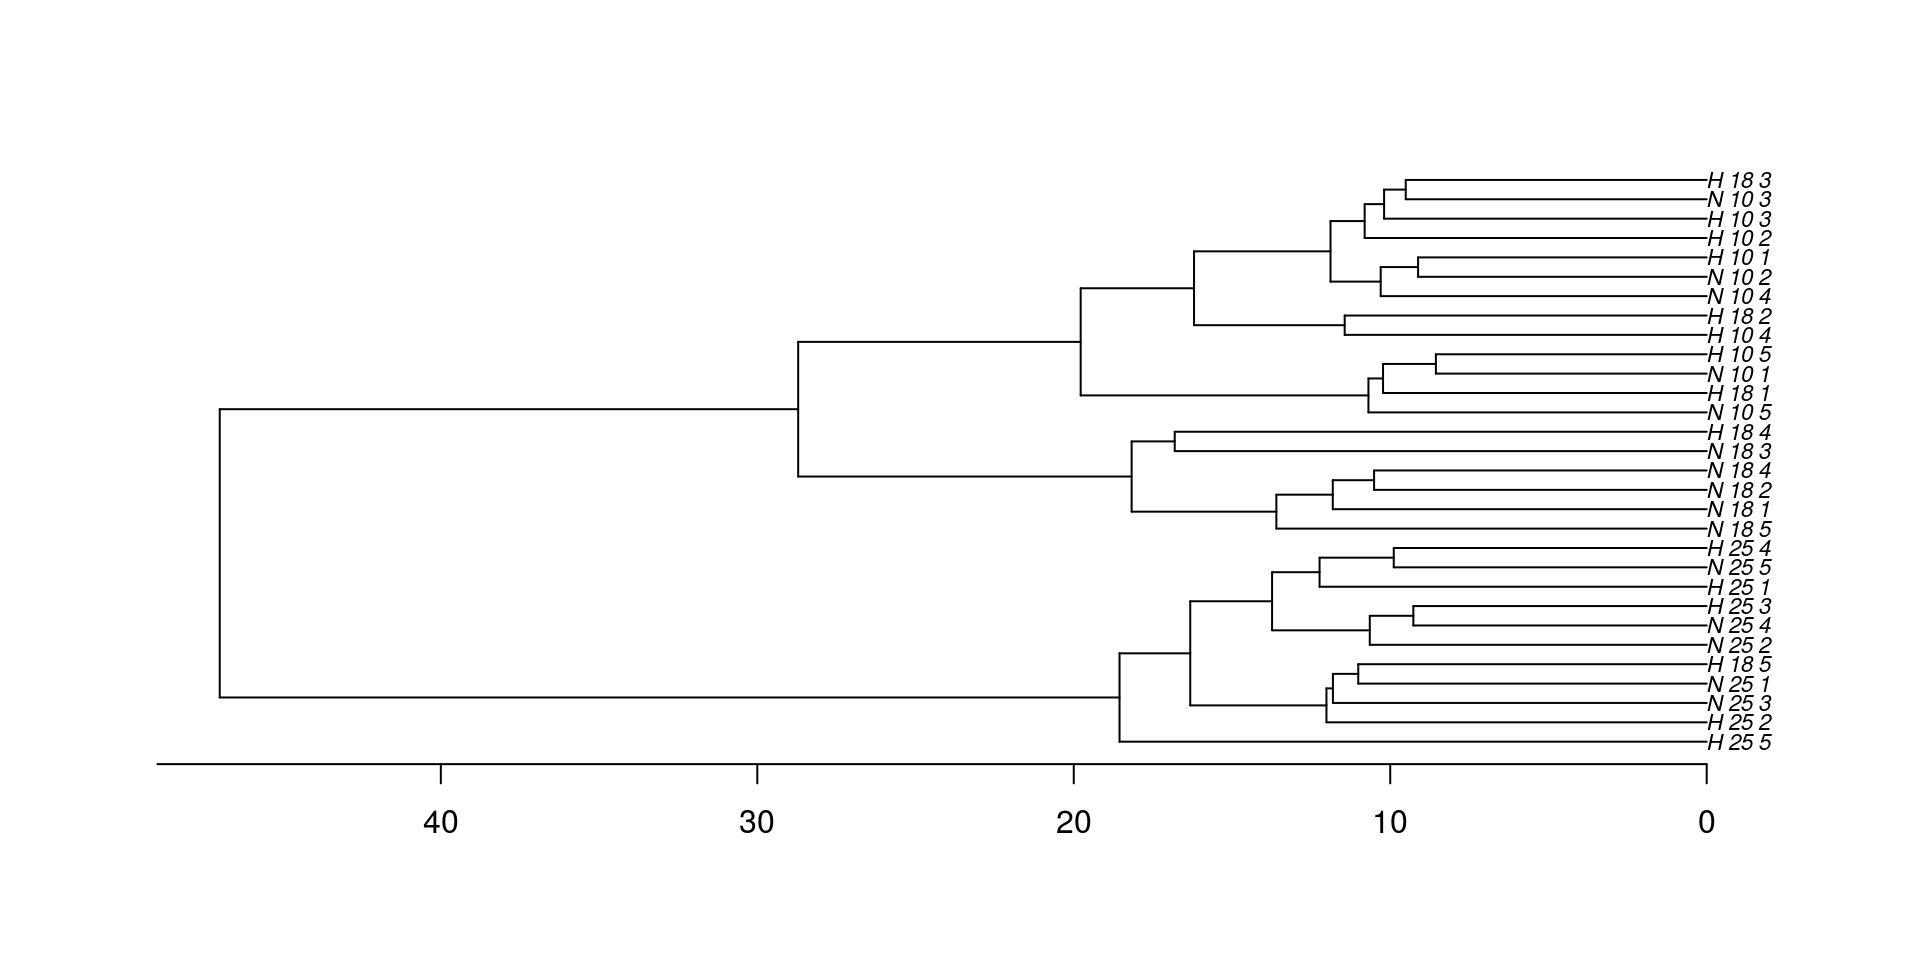 H 18 3
N 10 3
H 10 3
H 10 2
H 10 1
N 10 2
N 10 4
H 18 2
H 10 4
H 10 5
N 10 1
H 18 1
N 10 5
H 18 4
N 18 3
N 18 4
N 18 2
N 18 1
N 18 5
H 25 4
N 25 5
H 25 1
H 25 3
N 25 4
N 25 2
H 18 5
N 25 1
N 25 3
H 25 2
H 25 5
40 30 20 10 0